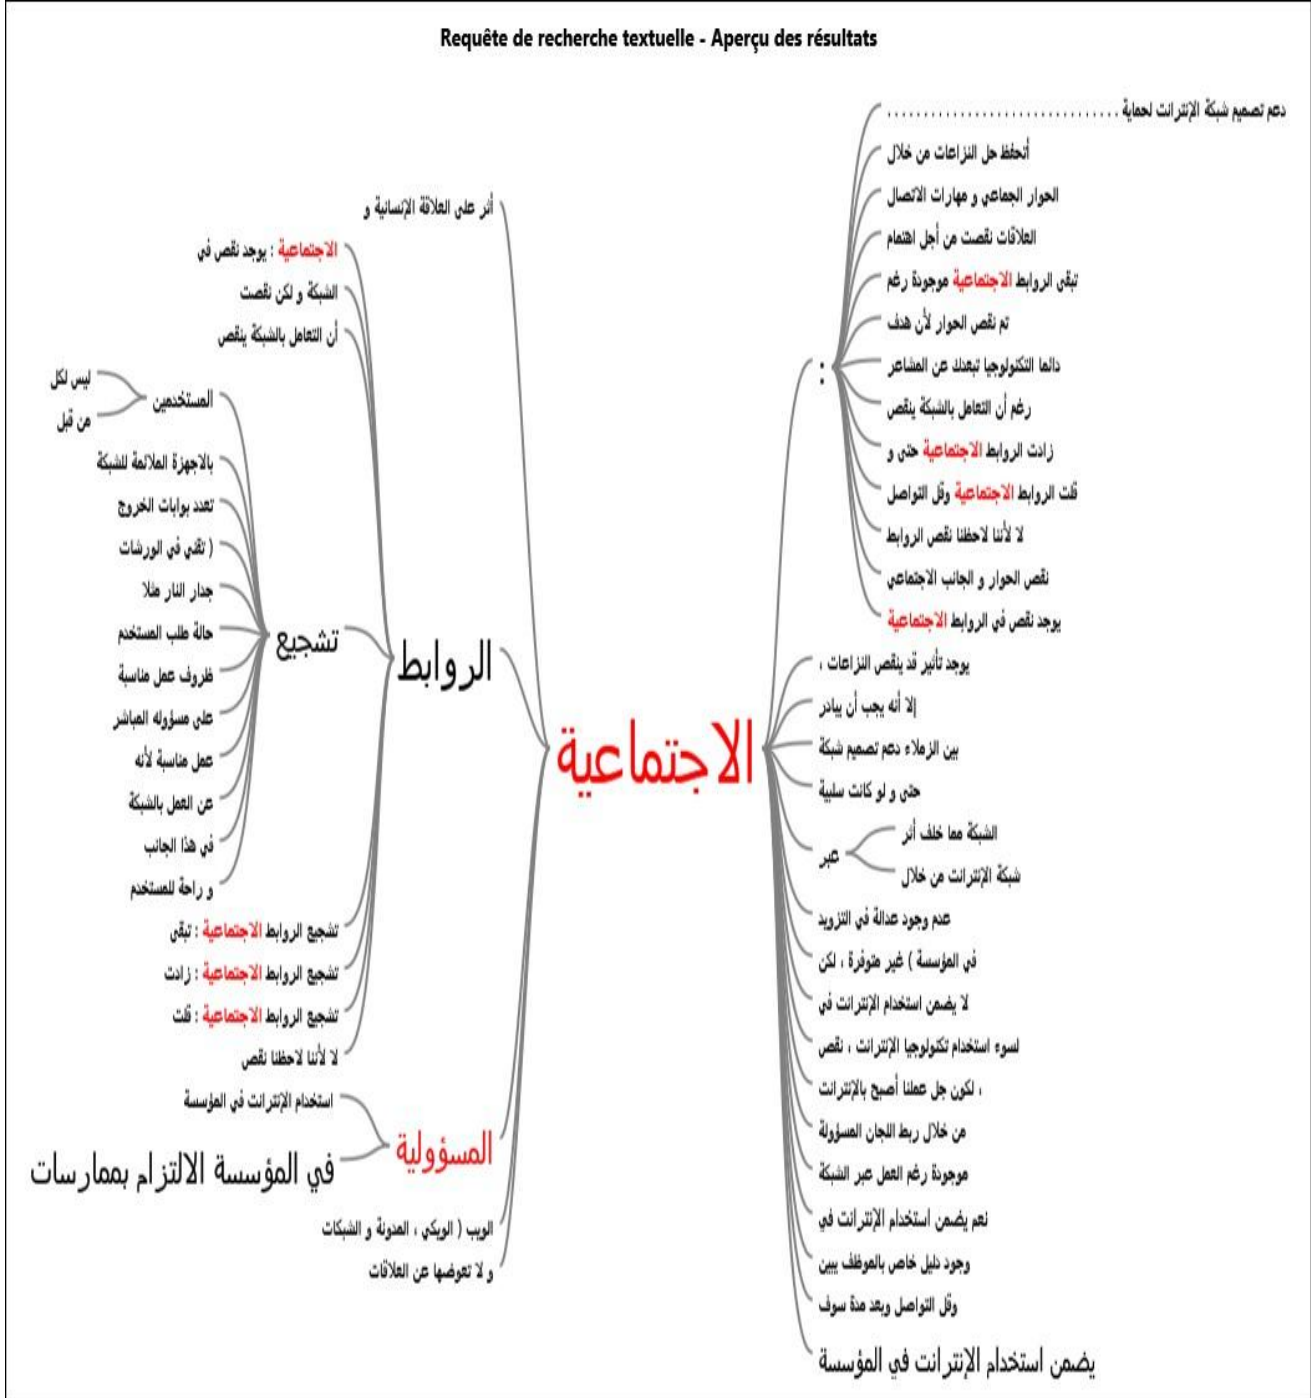 Requête de recherche textuelle - Aperçu des résultats
دعم تصميم شبكة الإنترانت لحماية . . . . . . . . . . . . . . . . . . . . . . . . . . . . . . . .
أتحفظ حل النزاعات من خلال
الحوار الجماعي و مهارات الاتصال
العلاقات نقصت من أجل اهتمام
تبقى الروابط الاجتماعية موجودة رغم
تم نقص الحوار لأن هدف
دائما التكنولوجيا تبعدك عن المشاعر
رغم أن التعامل بالشبكة ينقص
زادت الروابط الاجتماعية حتى و
قلت الروابط الاجتماعية وقل التواصل
لا لأننا لاحظنا نقص الروابط
نقص الحوار و الجانب الاجتماعي
يوجد نقص في الروابط الاجتماعية
:
يوجد تأثير قد ينقص النزاعات ،
إلا أنه يجب أن يبادر
بين الزملاء دعم تصميم شبكة
حتى و لو كانت سلبية
عبر
الشبكة مما خلف أثر
شبكة الإنترانت من خلال
عدم وجود عدالة في التزويد
في المؤسسة ) غير متوفرة ، لكن
لا يضمن استخدام الإنترانت في
لسوء استخدام تكنولوجيا الإنترانت ، نقص
، لكون جل عملنا أصبح بالإنترانت
من خلال ربط اللجان المسؤولة
موجودة رغم العمل عبر الشبكة
نعم يضمن استخدام الإنترانت في
وجود دليل خاص بالموظف يبين
وقل التواصل وبعد مدة سوف
يضمن استخدام الإنترانت في المؤسسة
الاجتماعية
أثر على العلاقة الإنسانية و
الروابط
الاجتماعية : يوجد نقص في
الشبكة و لكن نقصت
أن التعامل بالشبكة ينقص
تشجيع
المستخدمين
ليس لكل
من قبل
بالاجهزة الملائمة للشبكة
تعدد بوابات الخروج
( تقني في الورشات
جدار النار مثلا
حالة طلب المستخدم
ظروف عمل مناسبة
على مسؤوله المباشر
عمل مناسبة لأنه
عن العمل بالشبكة
في هذا الجانب
و راحة للمستخدم
تشجيع الروابط الاجتماعية : تبقى
تشجيع الروابط الاجتماعية : زادت
تشجيع الروابط الاجتماعية : قلت
لا لأننا لاحظنا نقص
المسؤولية
استخدام الإنترانت في المؤسسة
في المؤسسة الالتزام بممارسات
الويب ( الويكي ، المدونة و الشبكات
و لا تعوضها عن العلاقات